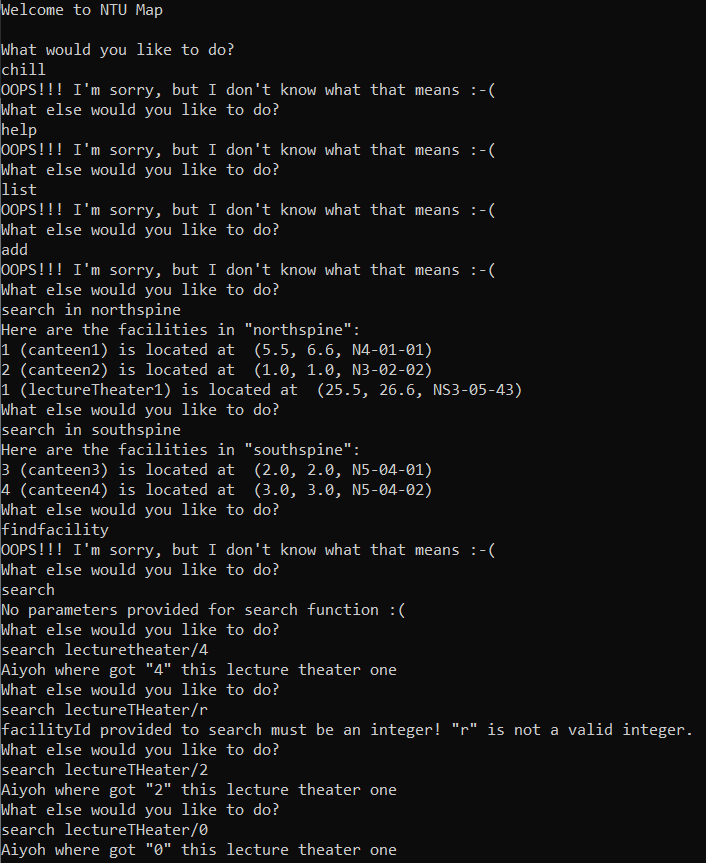 Welcome to NTU Map
What would you like to do?
chill
OOPS!!! I'm sorry, but I don't know what that means :-(
What else would you like to do?
help
OOPS!!! I'm sorry, but I don't know what that means :-(
What else would you like to do?
list
OOPS!!! I'm sorry, but I don't know what that means :-(
What else would you like to do?
add
OOPS!!! I'm sorry, but I don't know what that means :-(
What else would you like to do?
search in northspine
Here are the facilities in "northspine":
1 (canteen1) is located at  (5.5, 6.6, N4-01-01)
2 (canteen2) is located at  (1.0, 1.0, N3-02-02)
1 (lectureTheater1) is located at  (25.5, 26.6, NS3-05-43)
What else would you like to do?
search in southspine
Here are the facilities in "southspine":
3 (canteen3) is located at  (2.0, 2.0, N5-04-01)
4 (canteen4) is located at  (3.0, 3.0, N5-04-02)
What else would you like to do?
findfacility
OOPS!!! I'm sorry, but I don't know what that means :-(
What else would you like to do?
search
No parameters provided for search function :(
What else would you like to do?
search lecturetheater/4
Aiyoh where got "4" this lecture theater one
What else would you like to do?
search lectureTHeater/r
facilityId provided to search must be an integer! "r" is not a valid integer.
What else would you like to do?
search lectureTHeater/2
Aiyoh where got "2" this lecture theater one
What else would you like to do?
search lectureTHeater/0
Aiyoh where got "0" this lecture theater one